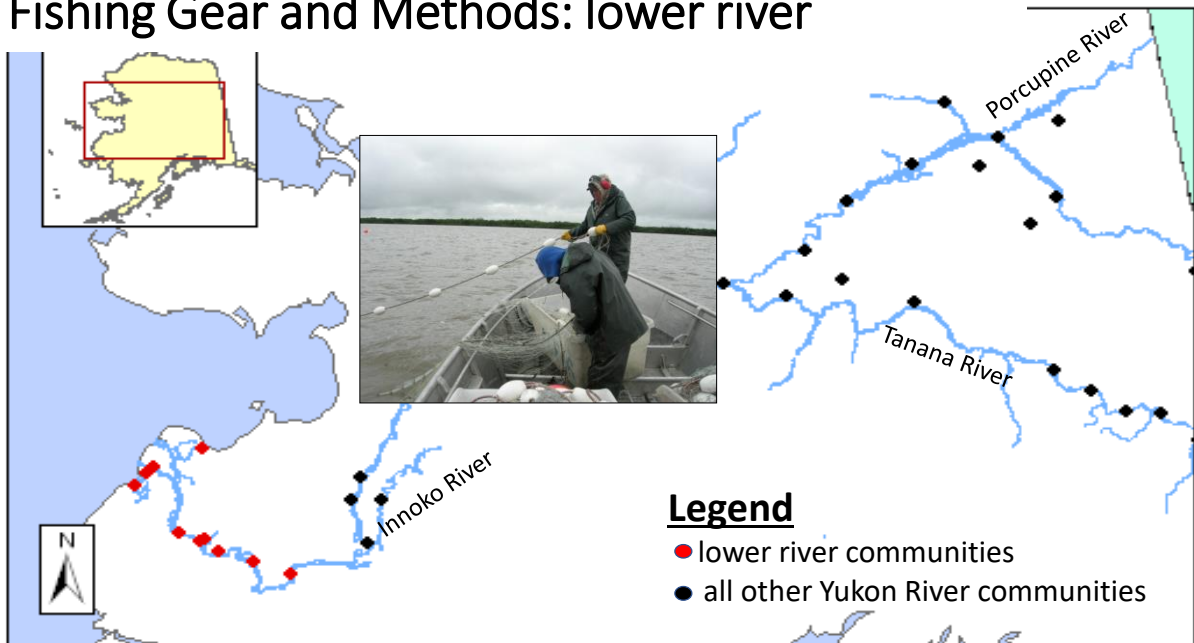 Fishing Gear and Methods: lower river
Porcupine River
Tanana River
Innoko River
N
Legend
lower river communities
all other Yukon River communities